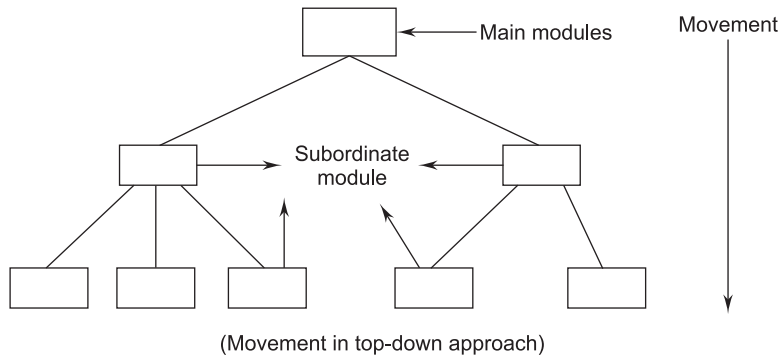 Main modules
Movement
Subordinate
module
(Movement in top-down approach)